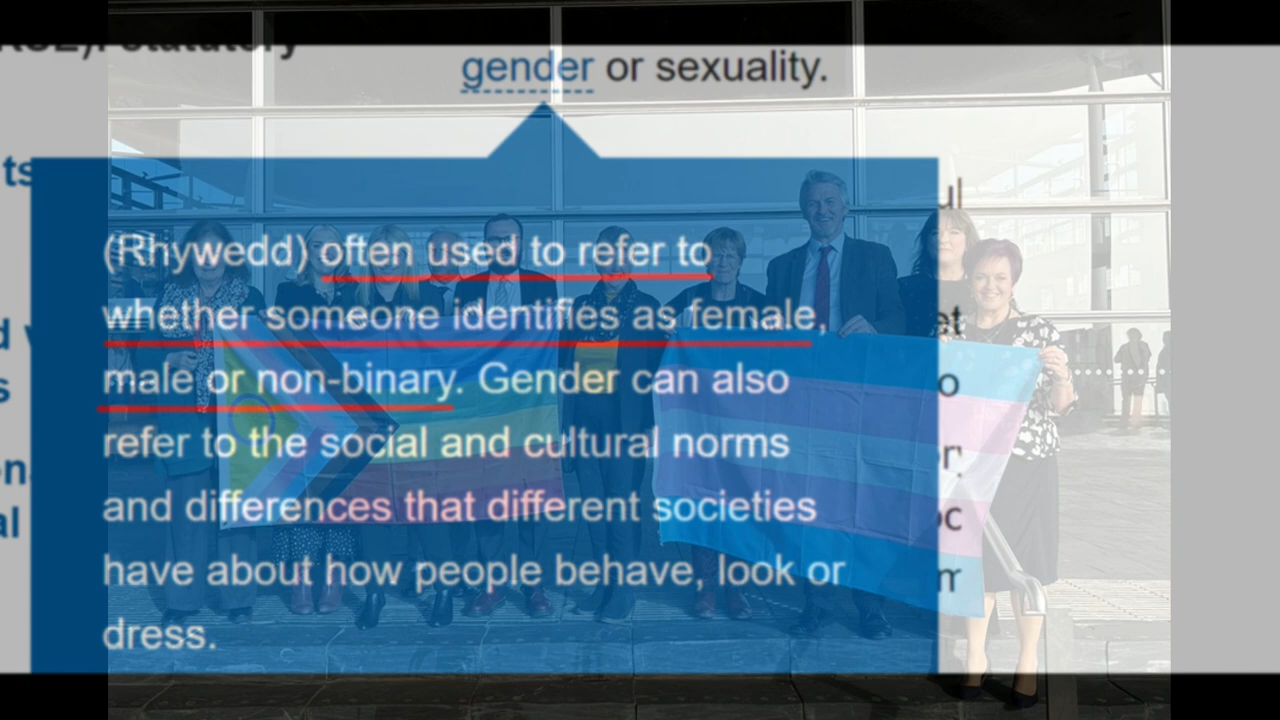 statutory
gender or sexuality.
its
(Rhywedd) often used to refer to
whether someone identifies as female,
male or non-binary. Gender can also
refer to the social and cultural norms
and differences that different societies
have about how people behave, look or
dress.